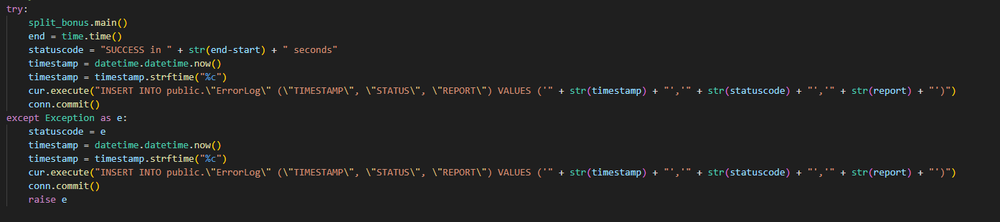 try:
    split_bonus.main()
    end = time.time()
    statuscode = "SUCCESS in " + str(end-start) + " seconds"
    timestamp = datetime.datetime.now()
    timestamp = timestamp.strftime("%c")
    cur.execute("INSERT INTO public.\"ErrorLog\" (\"TIMESTAMP\", \"STATUS\", \"REPORT\") VALUES ('" + str(timestamp) + "','" + str(statuscode) + "','" + str(report) + "')")
    conn.commit()
except Exception as e:
    statuscode = e
    timestamp = datetime.datetime.now()
    timestamp = timestamp.strftime("%c")
    cur.execute("INSERT INTO public.\"ErrorLog\" (\"TIMESTAMP\", \"STATUS\", \"REPORT\") VALUES ('" + str(timestamp) + "','" + str(statuscode) + "','" + str(report) + "')")
    conn.commit()
    raise e